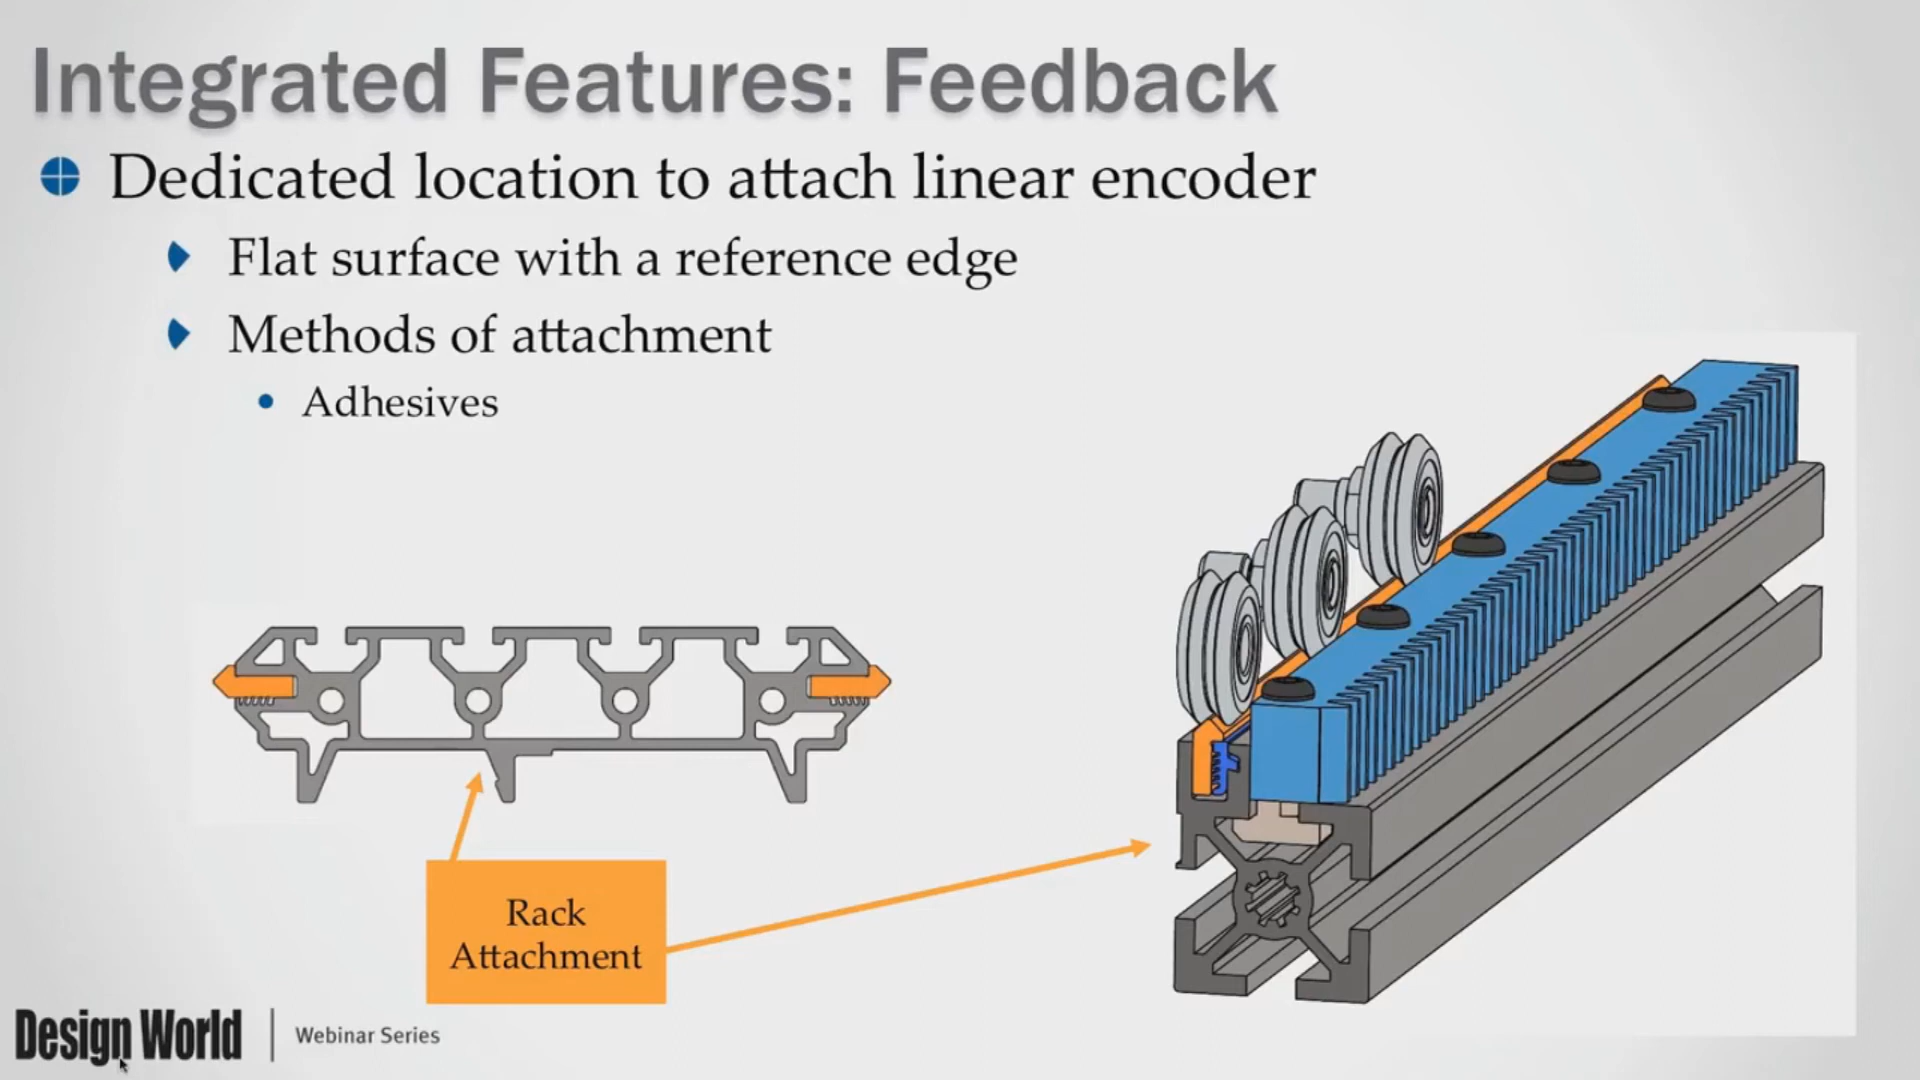 Integrated Features: Feedback
Dedicated location to attach linear encoder
Flat surface with a reference edge
Methods of attachment
Adhesives
Rack
Attachment
Design World
Webinar Series